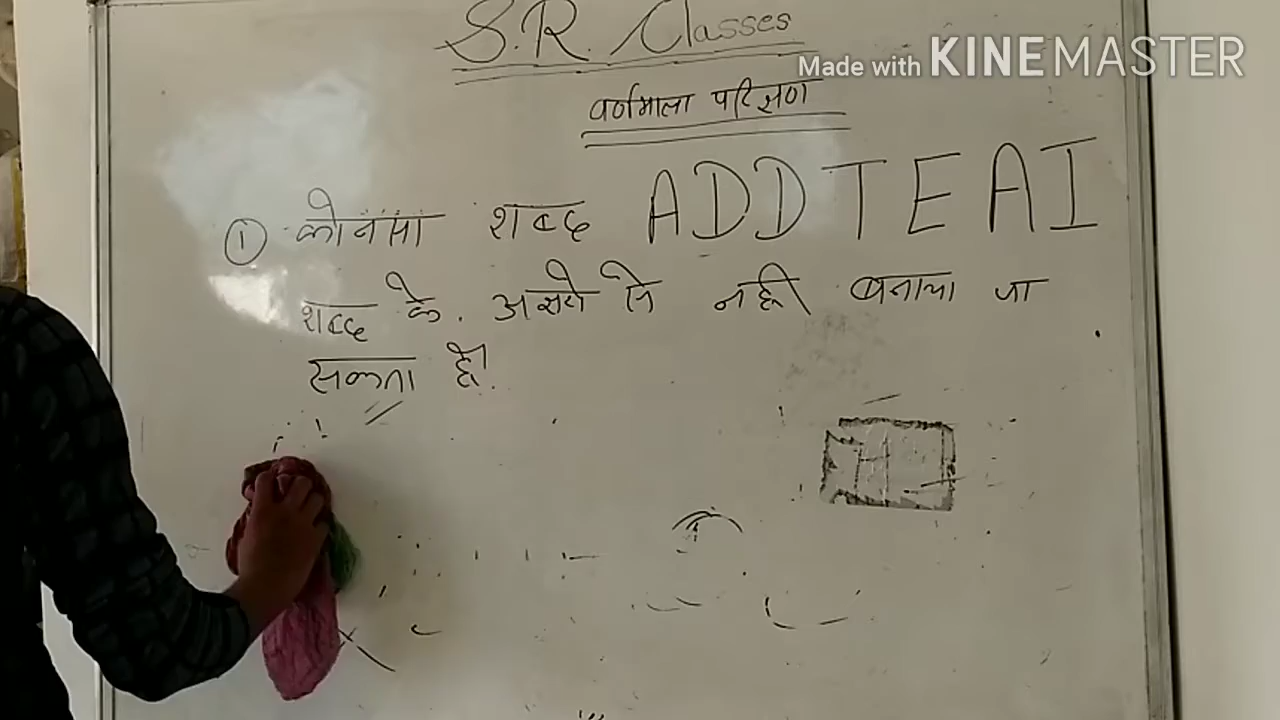 S.R. Classes
Made with KINEMASTER
वर्णमाला परिक्षण
① कोनसा शब्द ADDTEAI
शब्द के. अक्षरो से नही बनाया जा
सकता है।